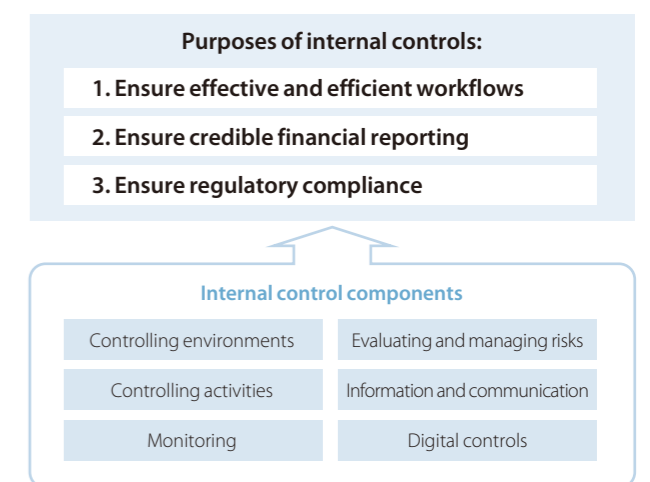 Purposes of internal controls:
1. Ensure effective and efficient workflows
2. Ensure credible financial reporting
3. Ensure regulatory compliance
Internal control components
Controlling environments
Evaluating and managing risks
Controlling activities
Information and communication
Monitoring
Digital controls